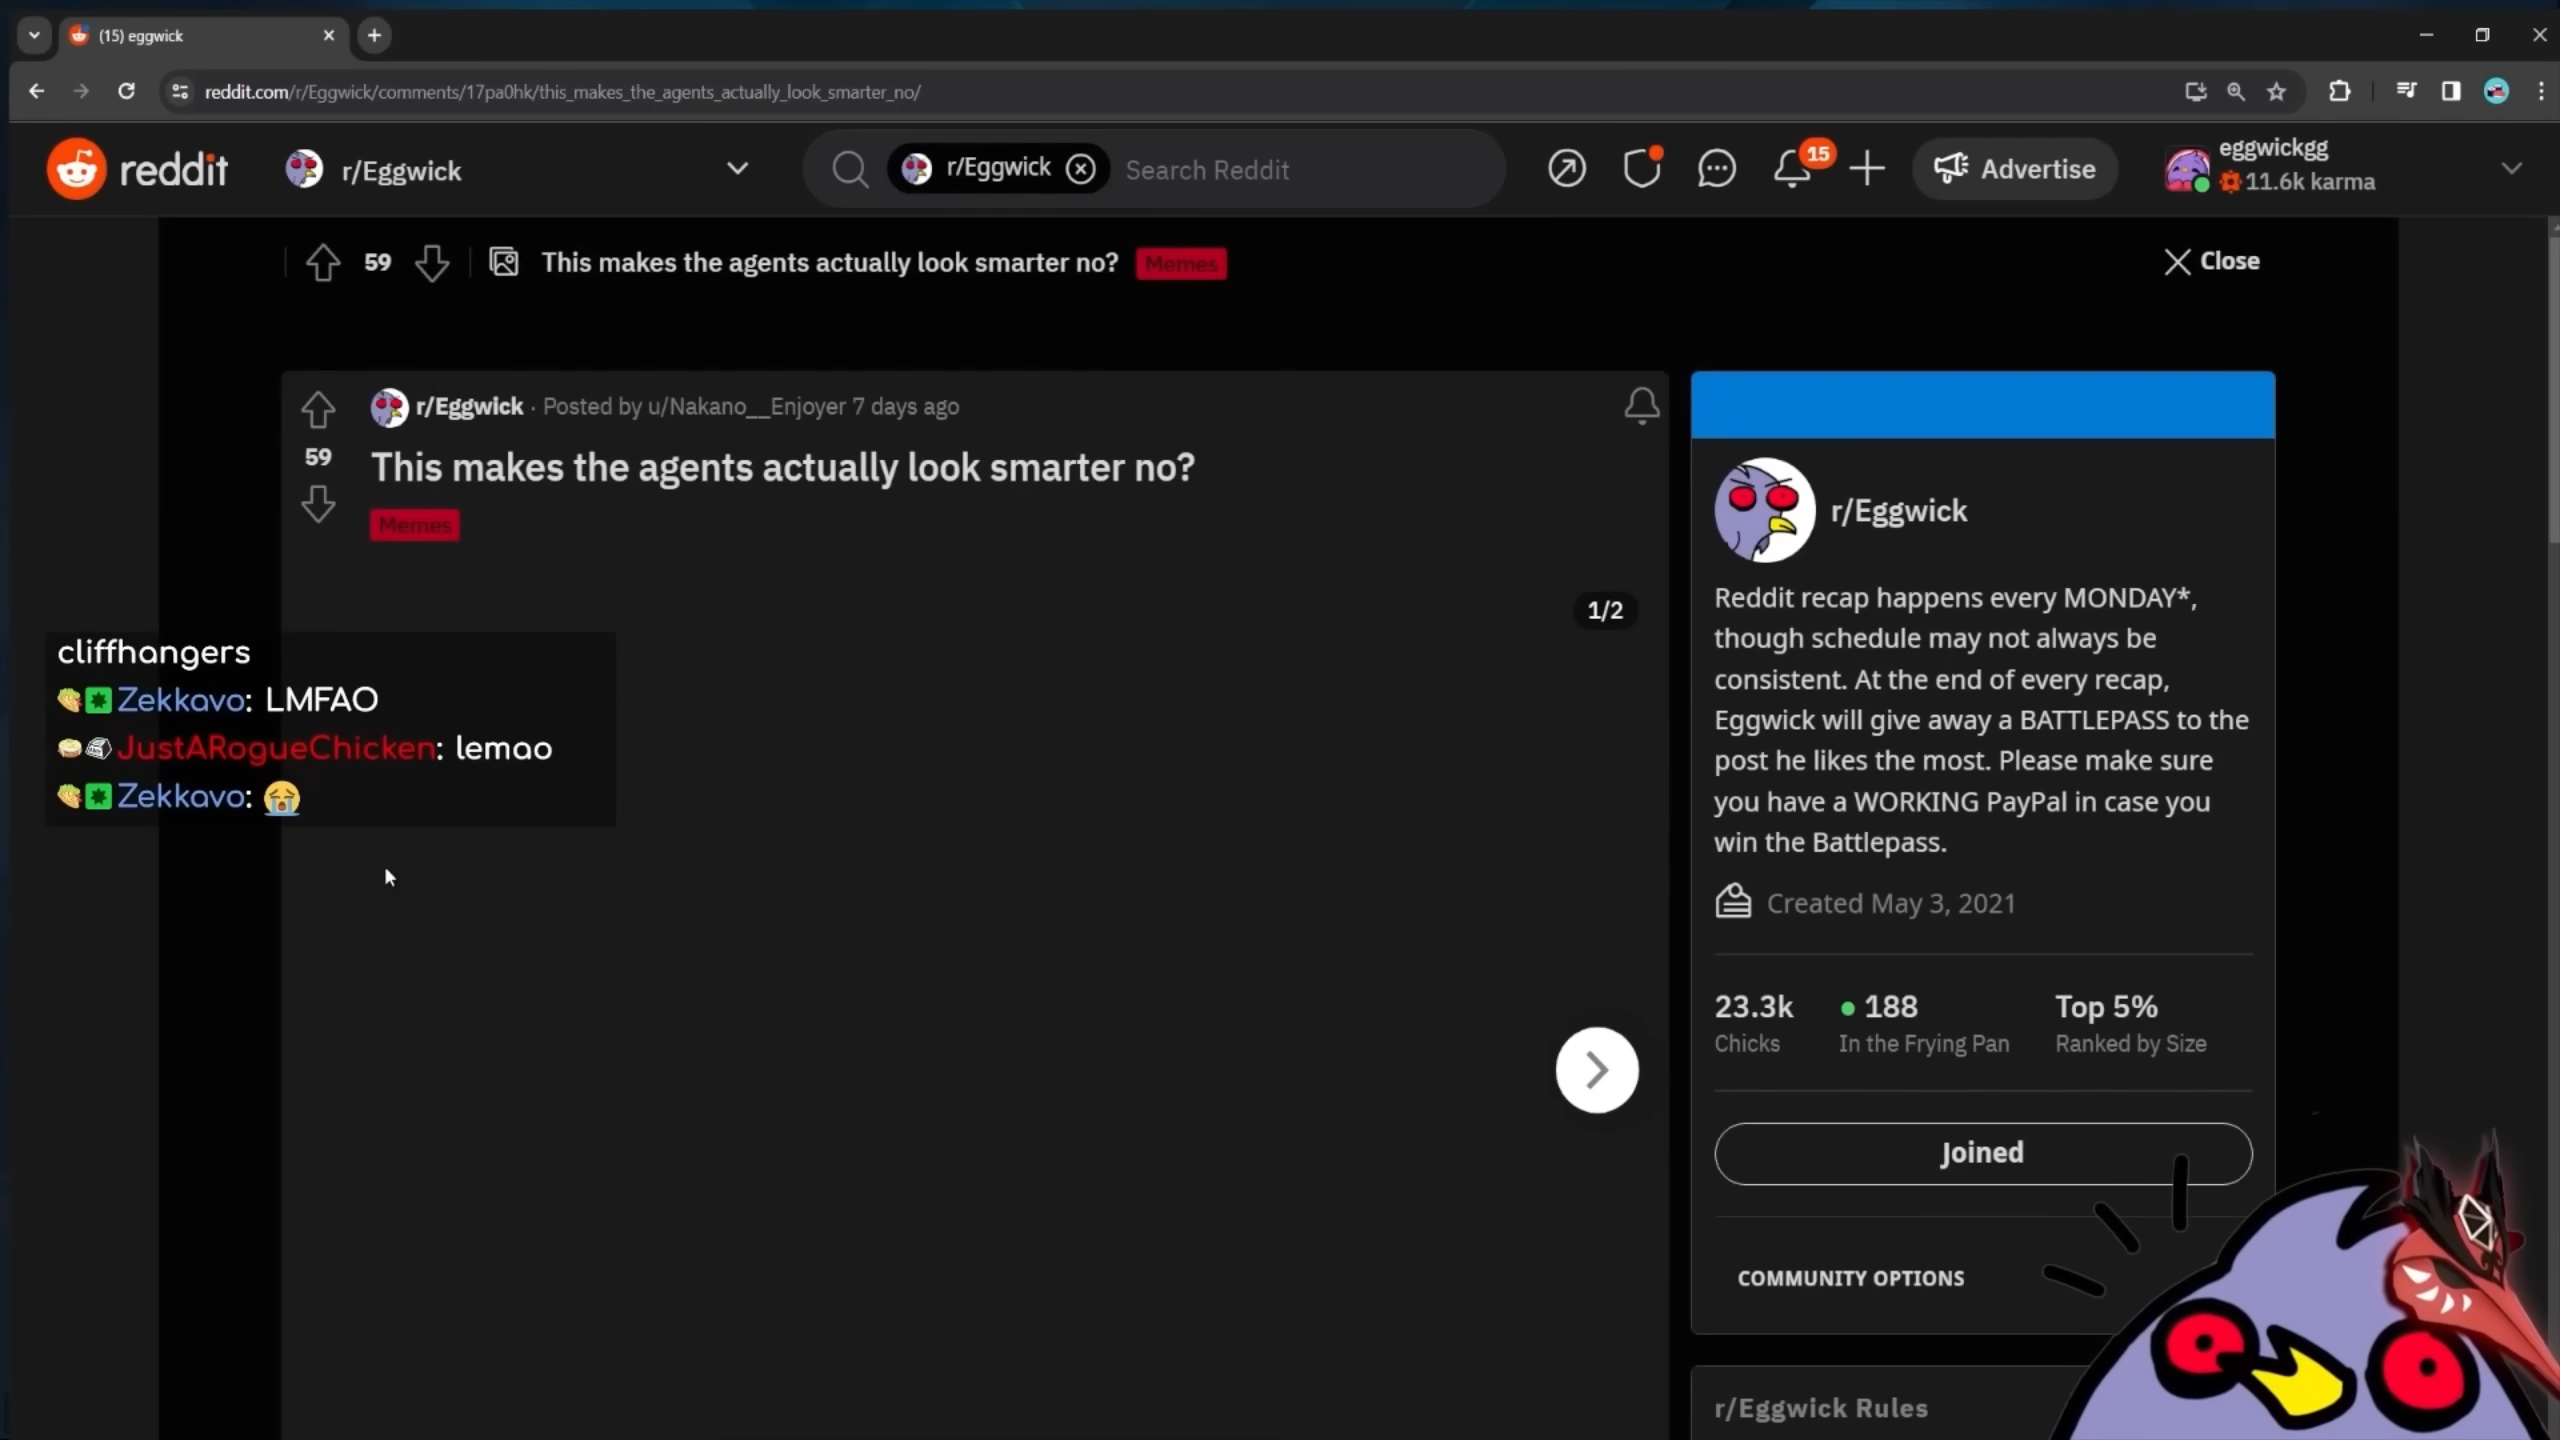 (15) eggwick
reddit.com/r/Eggwick/comments/17pa0hk/this_makes_the_agents_actually_look_smarter_no/
reddit
r/Eggwick
r/Eggwick
Search Reddit
15
Advertise
eggwickgg
11.6k karma
59
This makes the agents actually look smarter no?
Memes
Close
r/Eggwick · Posted by u/Nakano__Enjoyer 7 days ago
59
This makes the agents actually look smarter no?
Memes
1/2
cliffhangers
Zekkavo: LMFAO
JustARogueChicken: lemao
Zekkavo: 😭
r/Eggwick
Reddit recap happens every MONDAY*,
though schedule may not always be
consistent. At the end of every recap,
Eggwick will give away a BATTLEPASS to the
post he likes the most. Please make sure
you have a WORKING PayPal in case you
win the Battlepass.
Created May 3, 2021
23.3k
Chicks
188
In the Frying Pan
Top 5%
Ranked by Size
Joined
COMMUNITY OPTIONS
r/Eggwick Rules